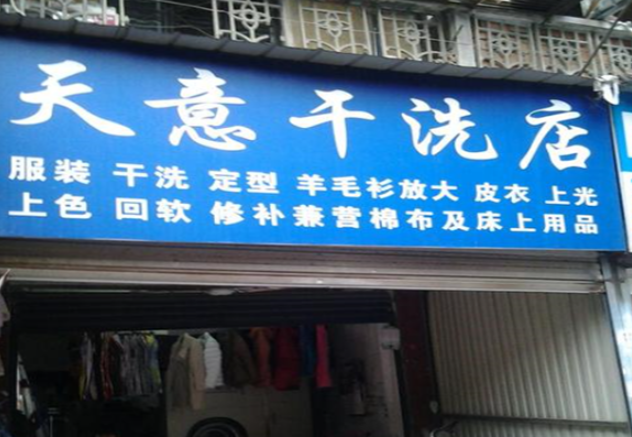 天意干洗店
服装 干洗 定型 羊毛衫放大 皮衣 上光
上色 回软 修补兼营棉布及床上用品